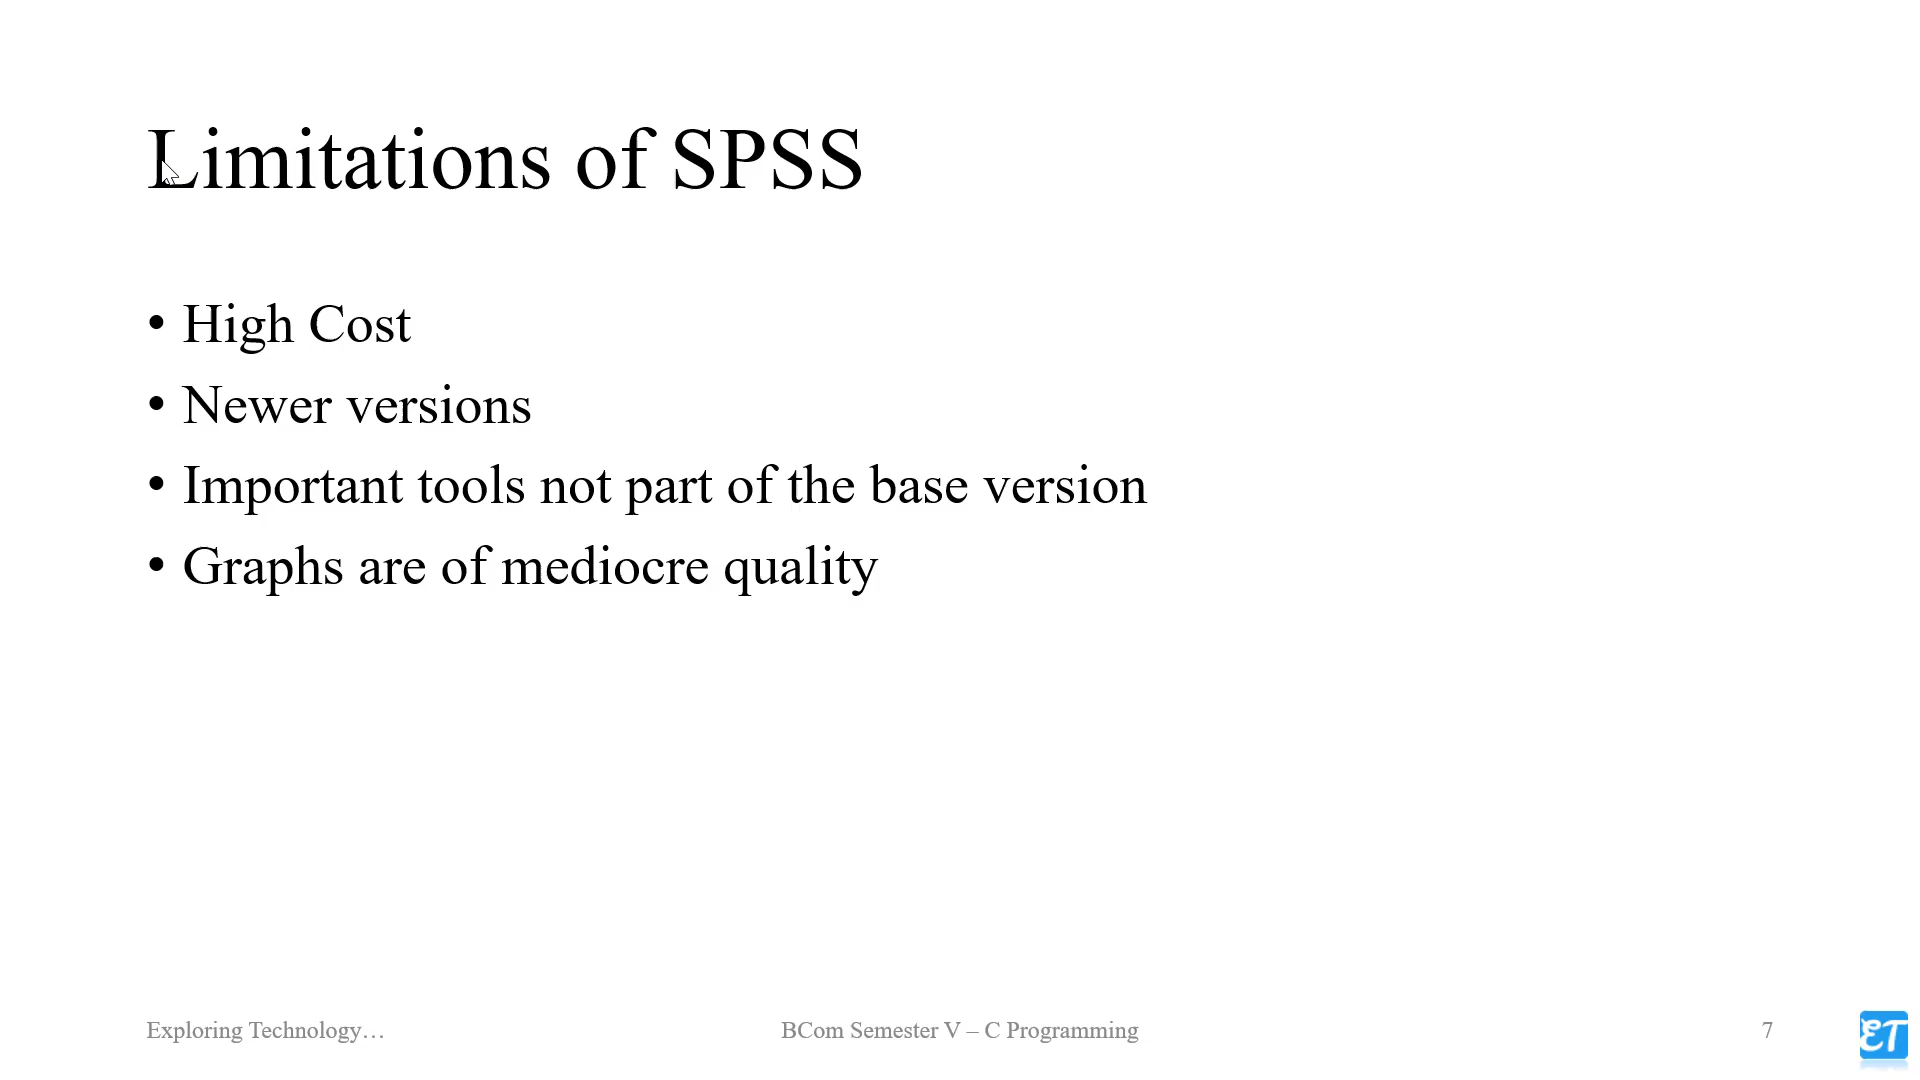 Limitations of SPSS
• High Cost
• Newer versions
• Important tools not part of the base version
• Graphs are of mediocre quality
Exploring Technology…
BCom Semester V – C Programming
7
ET